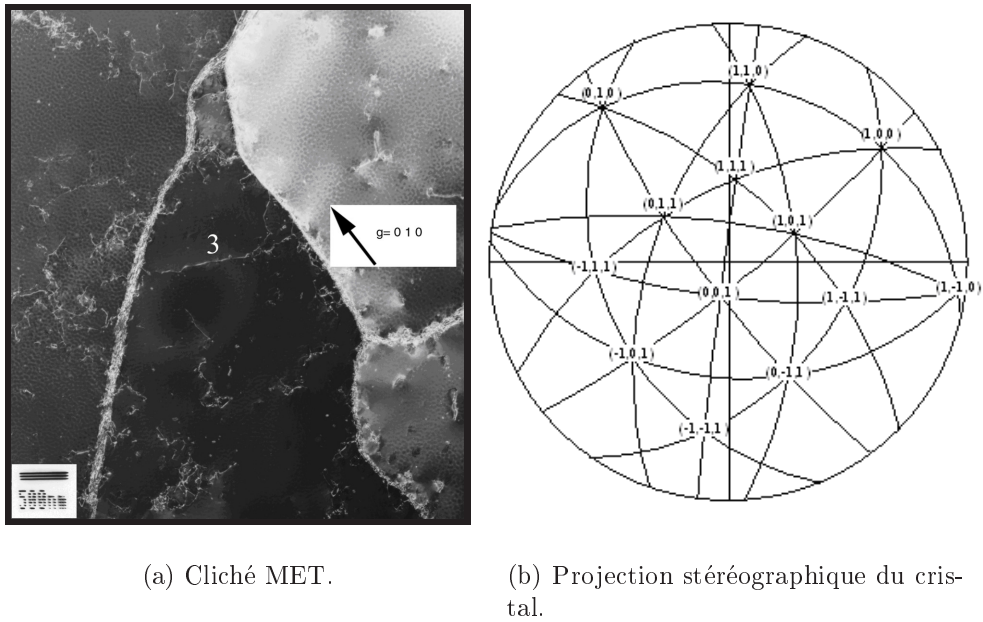 3
g= 0 1 0
500nm
(1,1,0)
(0,1,0)
(1,0,0)
(1,1,1)
(0,1,1)
(1,0,1)
(-1,1,1)
(0,0,1)
(1,-1,1)
(1,-1,0)
(-1,0,1)
(0,-1,1)
(-1,-1,1)
(a) Cliché MET.
(b) Projection stéréographique du cris-
tal.